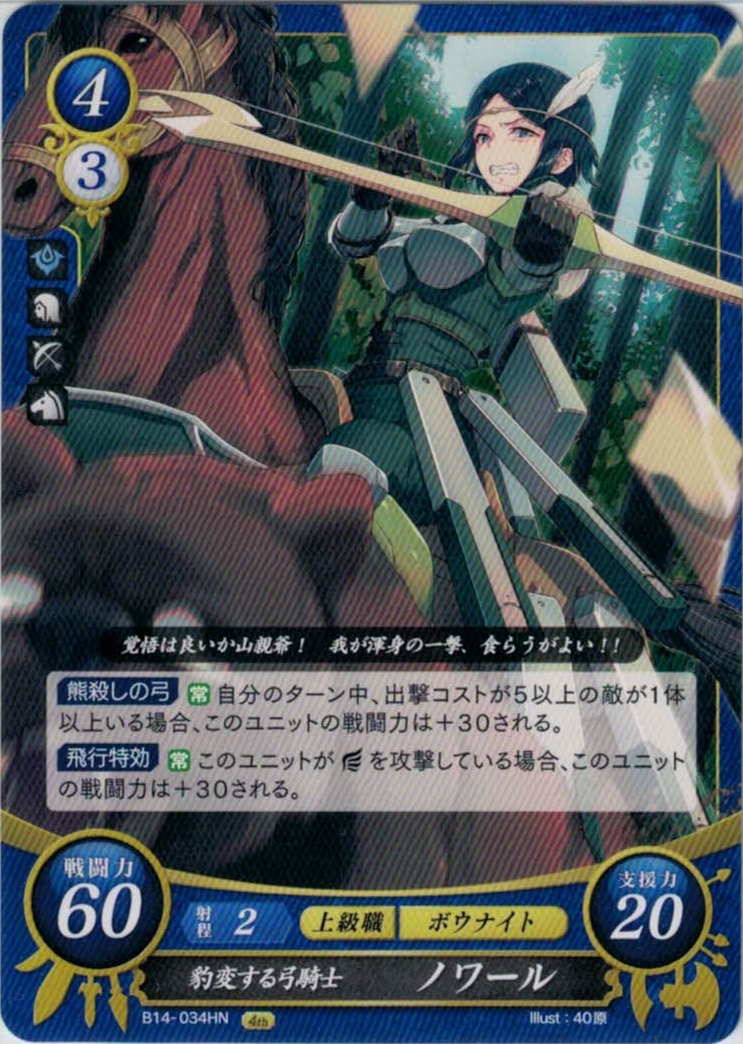 4
3
覚悟は良いか山親爺! 我が渾身の一撃、食らうがよい!!
熊殺しの弓 常 自分のターン中、出撃コストが5以上の敵が1体
以上いる場合、このユニットの戦闘力は+30される。
飛行特効 常 このユニットが を攻撃している場合、このユニット
の戦闘力は+30される。
戦闘力
60
射程 2 上級職 ボウナイト
支援力
20
豹変する弓騎士 ノワール
B14-034HN 4th Illust:40原